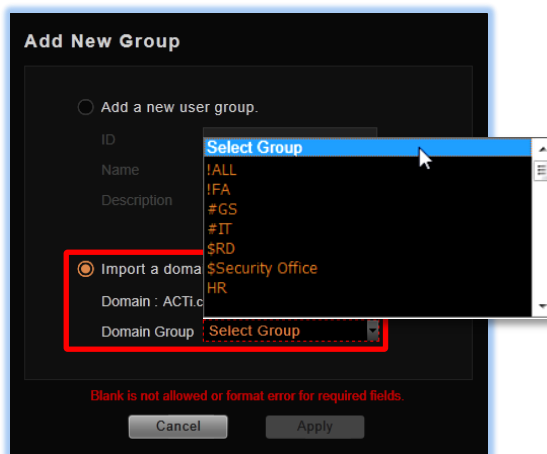 Add New Group
Add a new user group.
ID
Name
Description
Select Group
!ALL
!FA
#GS
#IT
$RD
$Security Office
HR
Import a doma
Domain : ACTi.c
Domain Group Select Group
Blank is not allowed or format error for required fields.
Cancel Apply